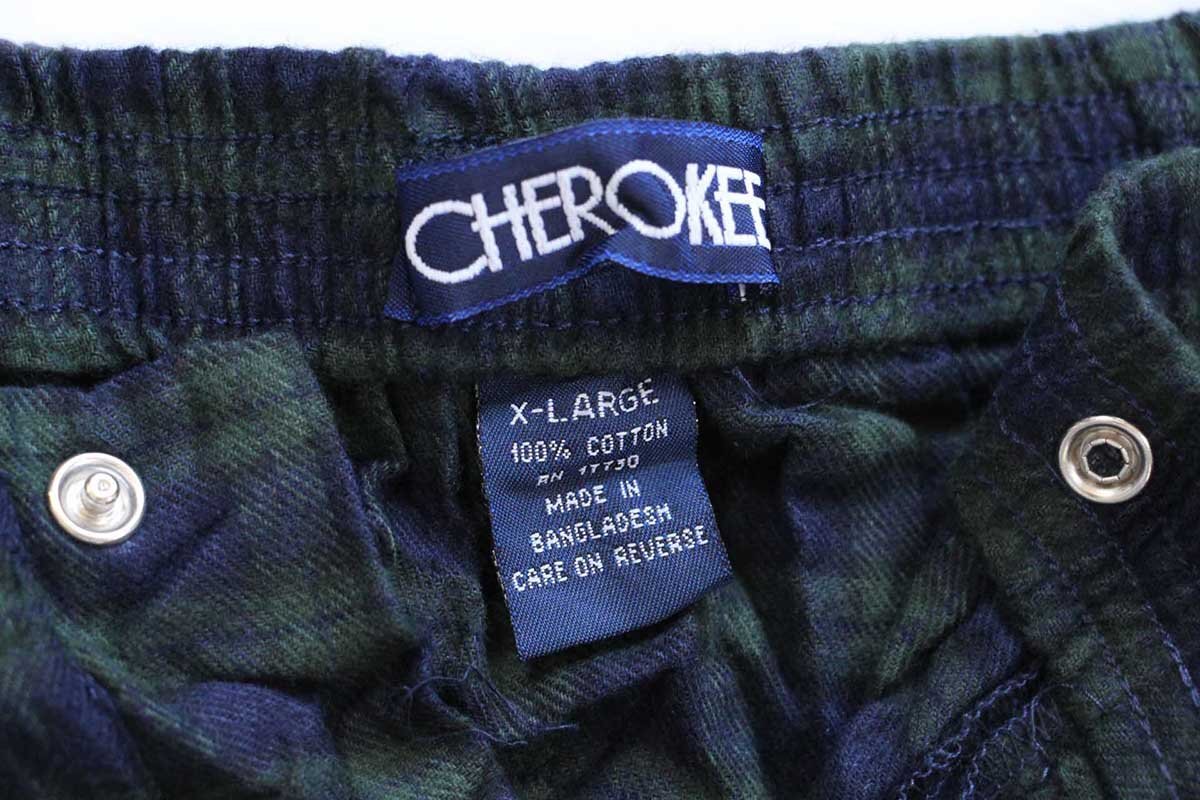 CHEROKEE
X-LARGE
100% COTTON
RN 17730
MADE IN
BANGLADESH
CARE ON REVERSE